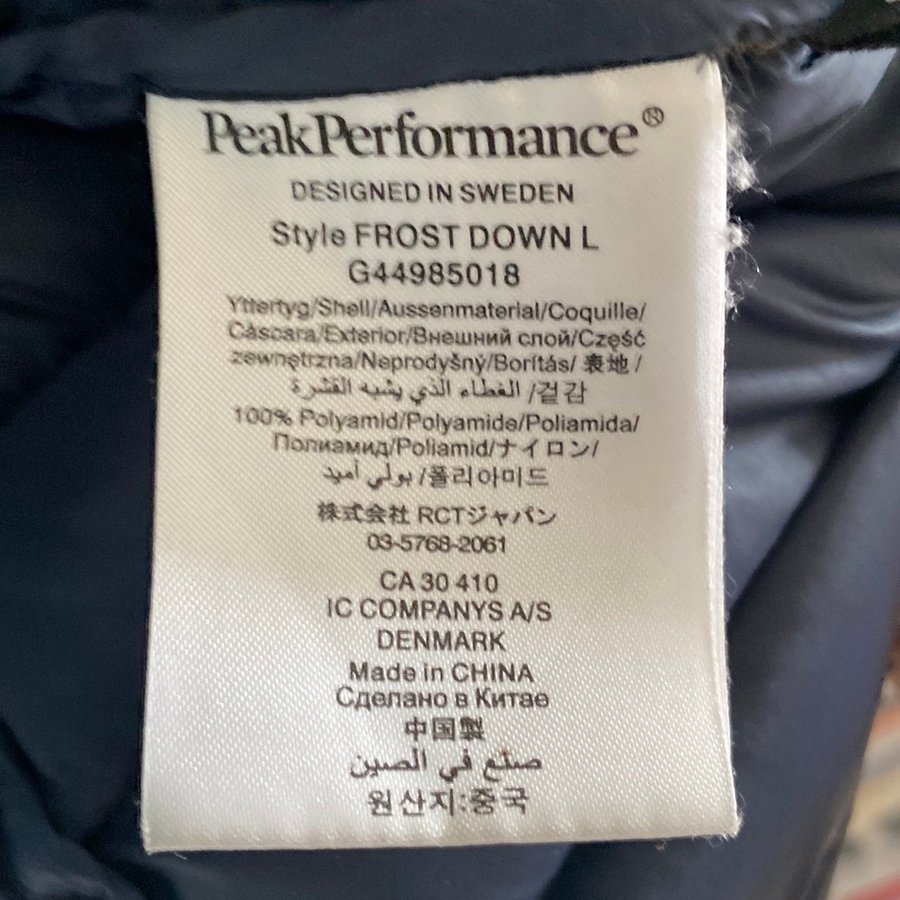 PeakPerformance®
DESIGNED IN SWEDEN
Style FROST DOWN L
G44985018
Yttertyg/Shell/Aussenmaterial/Coquille/
Càscara/Exterior/Внешний слой/Część
zewnętrzna/Neprodyšný/Borítás/ 表地 /
الغطاء الذي يشبه القشرة /겉감
100% Polyamid/Polyamide/Poliamida/
Полиамид/Poliamid/ナイロン/
بولي أميد /폴리아미드
株式会社 RCTジャパン
03-5768-2061
CA 30 410
IC COMPANYS A/S
DENMARK
Made in CHINA
Сделано в Китае
中国製
صنع في الصين
원산지:중국